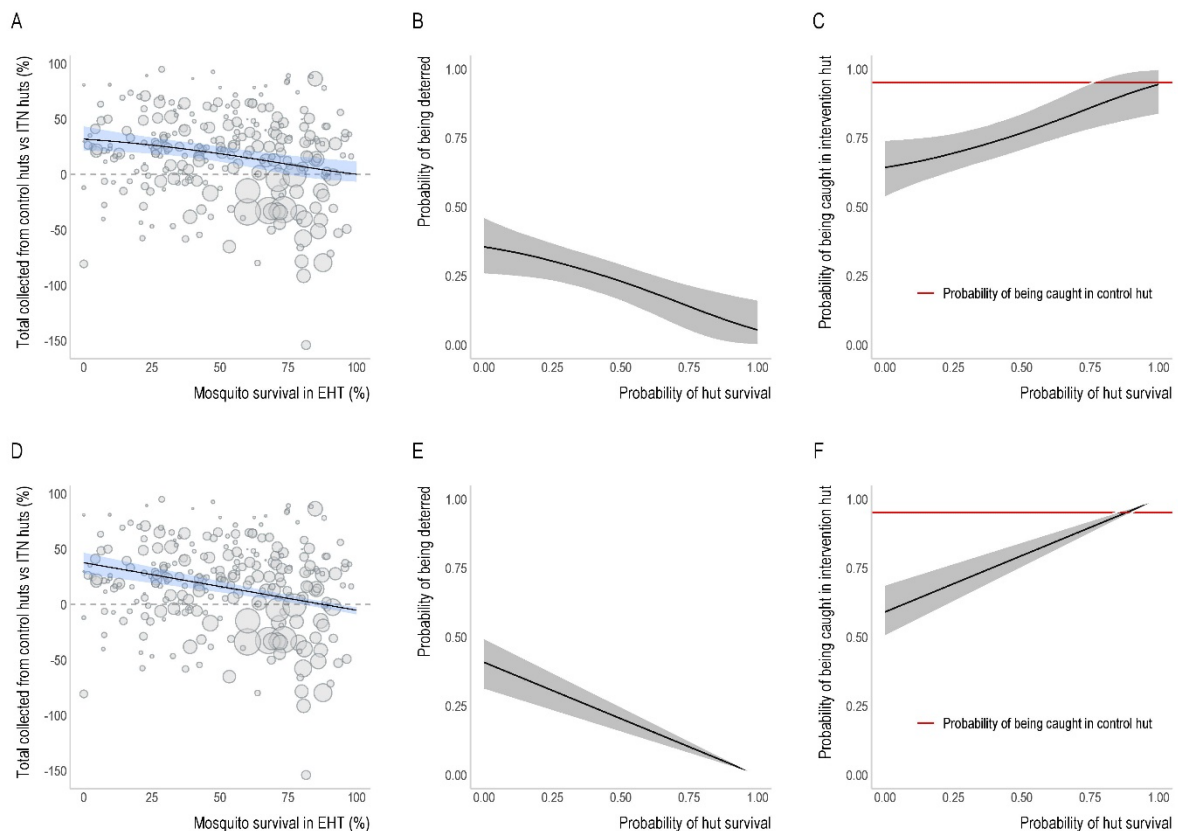 A
Total collected from control huts vs ITN huts (%)
100
50
0
-50
-100
-150
0 25 50 75 100
Mosquito survival in EHT (%)
B
Probability of being deterred
1.00
0.75
0.50
0.25
0.00
0.00 0.25 0.50 0.75 1.00
Probability of hut survival
C
Probability of being caught in intervention hut
1.00
0.75
0.50
0.25
0.00
Probability of being caught in control hut
0.00 0.25 0.50 0.75 1.00
Probability of hut survival
D
Total collected from control huts vs ITN huts (%)
100
50
0
-50
-100
-150
0 25 50 75 100
Mosquito survival in EHT (%)
E
Probability of being deterred
1.00
0.75
0.50
0.25
0.00
0.00 0.25 0.50 0.75 1.00
Probability of hut survival
F
Probability of being caught in intervention hut
1.00
0.75
0.50
0.25
0.00
Probability of being caught in control hut
0.00 0.25 0.50 0.75 1.00
Probability of hut survival